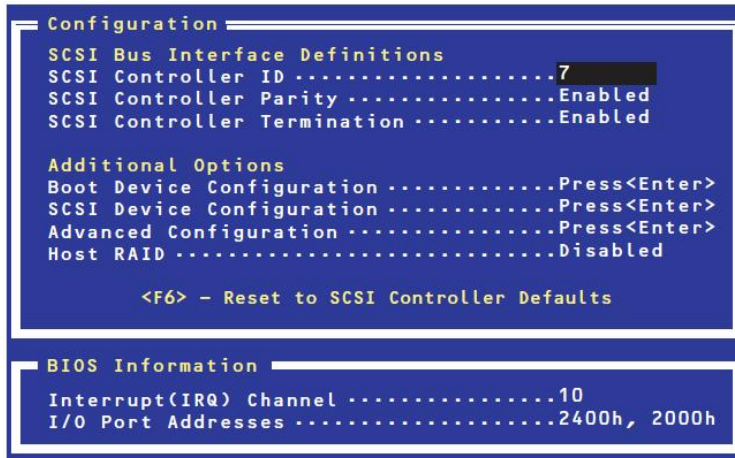 Configuration
SCSI Bus Interface Definitions
SCSI Controller ID ····················7
SCSI Controller Parity ················Enabled
SCSI Controller Termination ···········Enabled
Additional Options
Boot Device Configuration ·············Press<Enter>
SCSI Device Configuration ·············Press<Enter>
Advanced Configuration ················Press<Enter>
Host RAID ·····························Disabled
<F6> – Reset to SCSI Controller Defaults
BIOS Information
Interrupt(IRQ) Channel ················10
I/O Port Addresses ····················2400h, 2000h